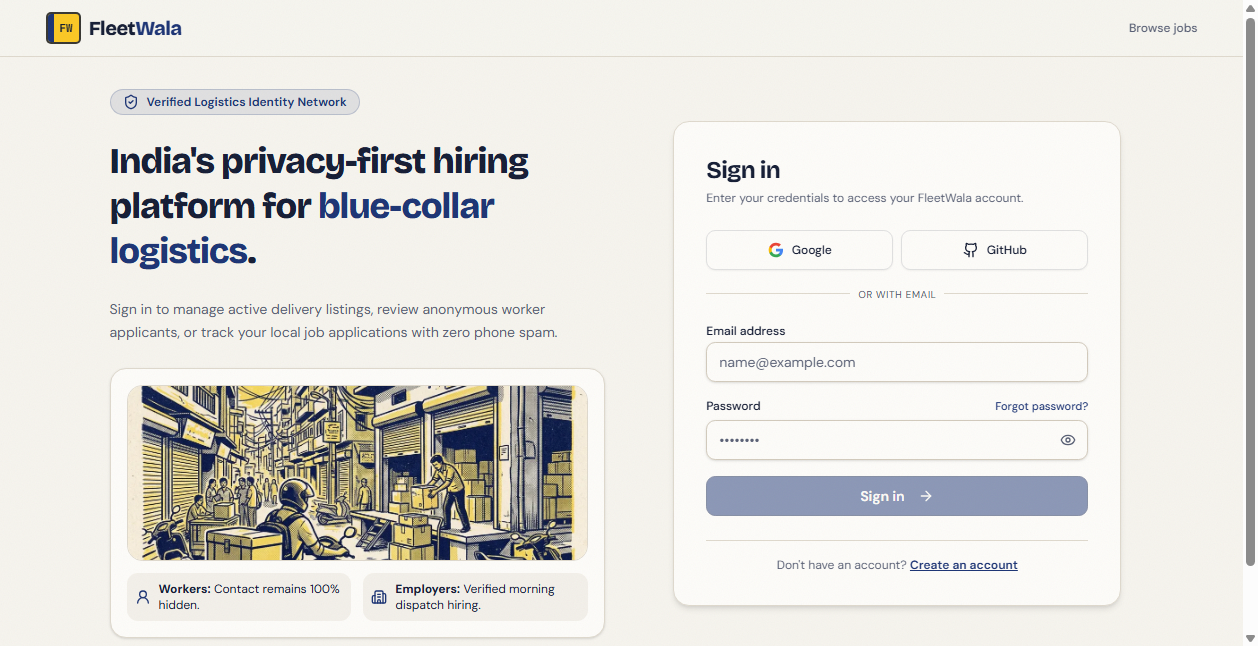 FW FleetWala
Browse jobs
Verified Logistics Identity Network
India's privacy-first hiring
platform for blue-collar
logistics.
Sign in to manage active delivery listings, review anonymous worker
applicants, or track your local job applications with zero phone spam.
Workers: Contact remains 100%
hidden.
Employers: Verified morning
dispatch hiring.
Sign in
Enter your credentials to access your FleetWala account.
Google
GitHub
OR WITH EMAIL
Email address
name@example.com
Password
Forgot password?
••••••••
Sign in →
Don't have an account? Create an account